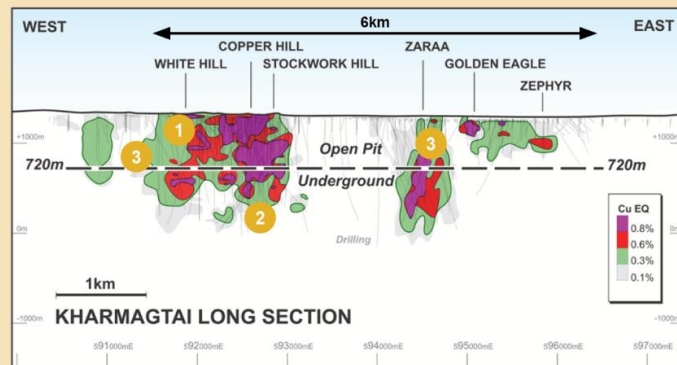 WEST
6km
EAST
COPPER HILL
ZARAA
WHITE HILL
STOCKWORK HILL
GOLDEN EAGLE
ZEPHYR
1
3
+1000m
Open Pit
+1000m
3
720m
720m
Underground
2
0m
Drilling
0m
Cu EQ
0.8%
0.6%
0.3%
0.1%
1km
KHARMAGTAI LONG SECTION
-1000m
-1000m
591000mE
592000mE
593000mE
594000mE
595000mE
596000mE
597000mE